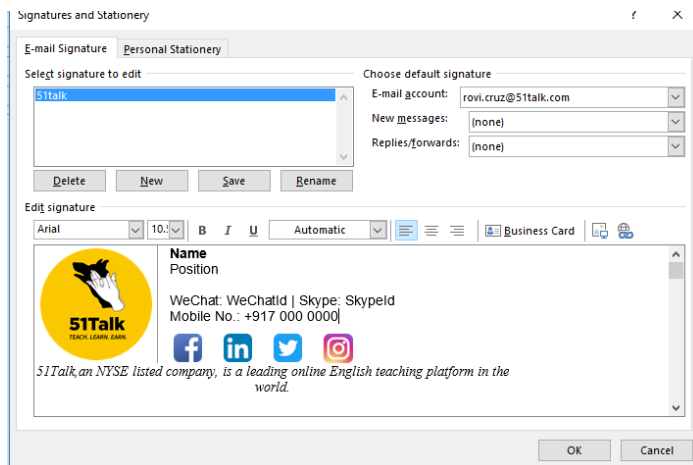 Signatures and Stationery ? X
E-mail Signature Personal Stationery
Select signature to edit
51talk
Delete New Save Rename
Choose default signature
E-mail account: rovi.cruz@51talk.com
New messages: (none)
Replies/forwards: (none)
Edit signature
Arial 10.5 B I U Automatic Business Card
51Talk
TEACH. LEARN. EARN.
Name
Position
WeChat: WeChatId | Skype: SkypeId
Mobile No.: +917 000 0000
51Talk,an NYSE listed company, is a leading online English teaching platform in the
world.
OK Cancel